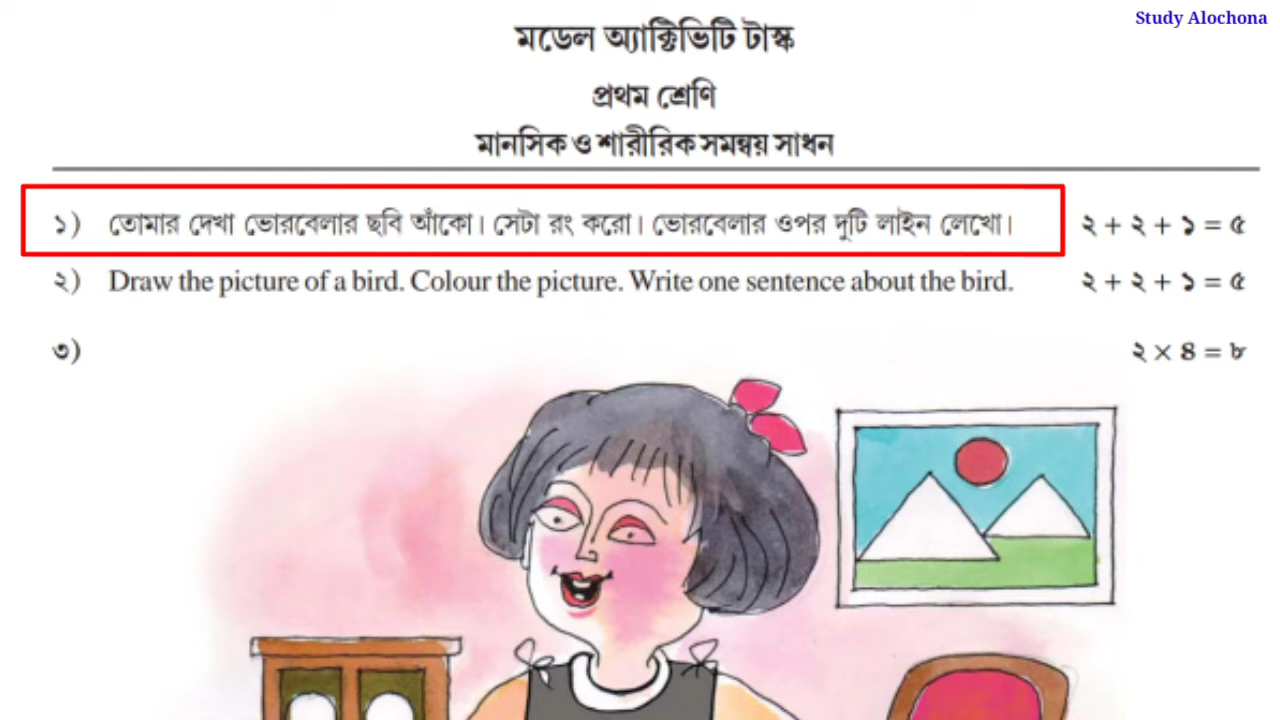 Study Alochona
মডেল অ্যাক্টিভিটি টাস্ক
প্রথম শ্রেণি
মানসিক ও শারীরিক সমন্বয় সাধন
১) তোমার দেখা ভোরবেলার ছবি আঁকো। সেটা রং করো। ভোরবেলার ওপর দুটি লাইন লেখো। ২ + ২ + ১ = ৫
২) Draw the picture of a bird. Colour the picture. Write one sentence about the bird. ২ + ২ + ১ = ৫
৩) ২ × ৪ = ৮